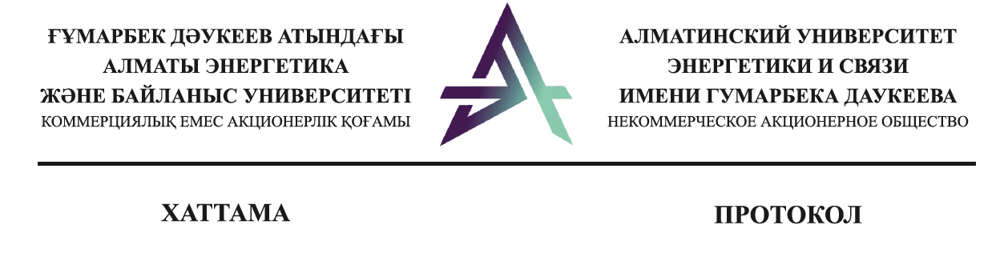 ҒҰМАРБЕК ДӘУКЕЕВ АТЫНДАҒЫ
АЛМАТЫ ЭНЕРГЕТИКА
ЖӘНЕ БАЙЛАНЫС УНИВЕРСИТЕТІ
КОММЕРЦИЯЛЫҚ ЕМЕС АКЦИОНЕРЛІК ҚОҒАМЫ
АЛМАТИНСКИЙ УНИВЕРСИТЕТ
ЭНЕРГЕТИКИ И СВЯЗИ
ИМЕНИ ГУМАРБЕКА ДАУКЕЕВА
НЕКОММЕРЧЕСКОЕ АКЦИОНЕРНОЕ ОБЩЕСТВО
ХАТТАМА
ПРОТОКОЛ